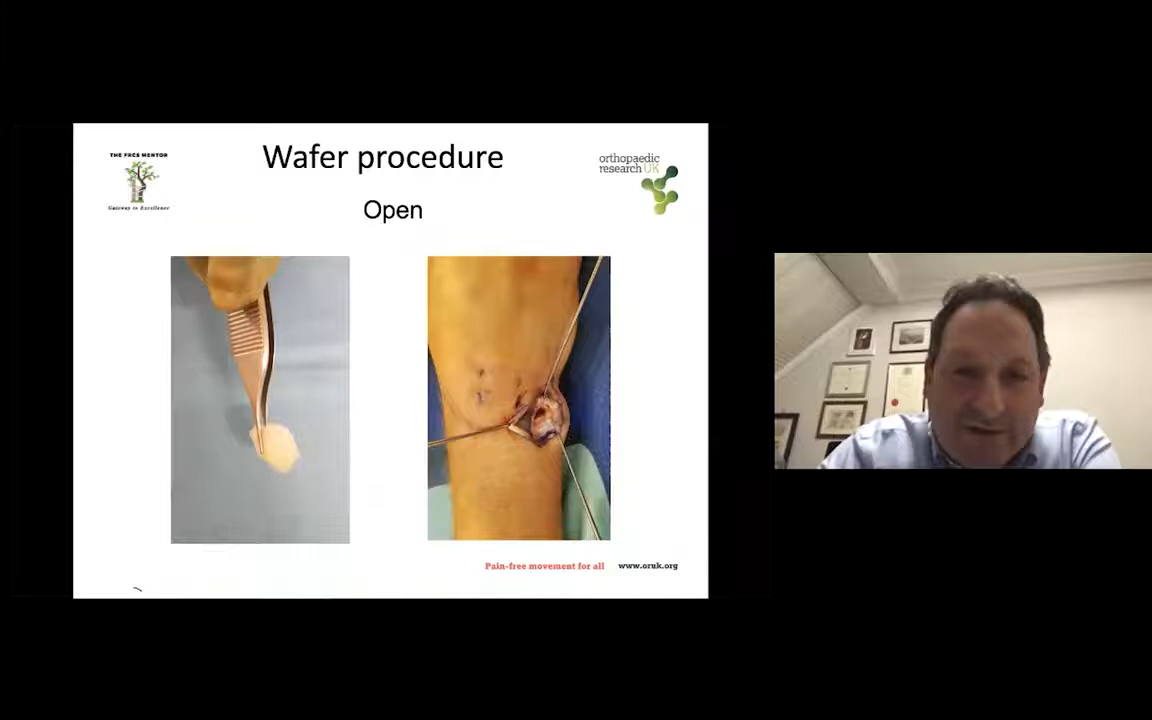 THE FRCS MENTOR
Gateway to Excellence
Wafer procedure
Open
orthopaedic
research UK
Pain-free movement for all www.oruk.org